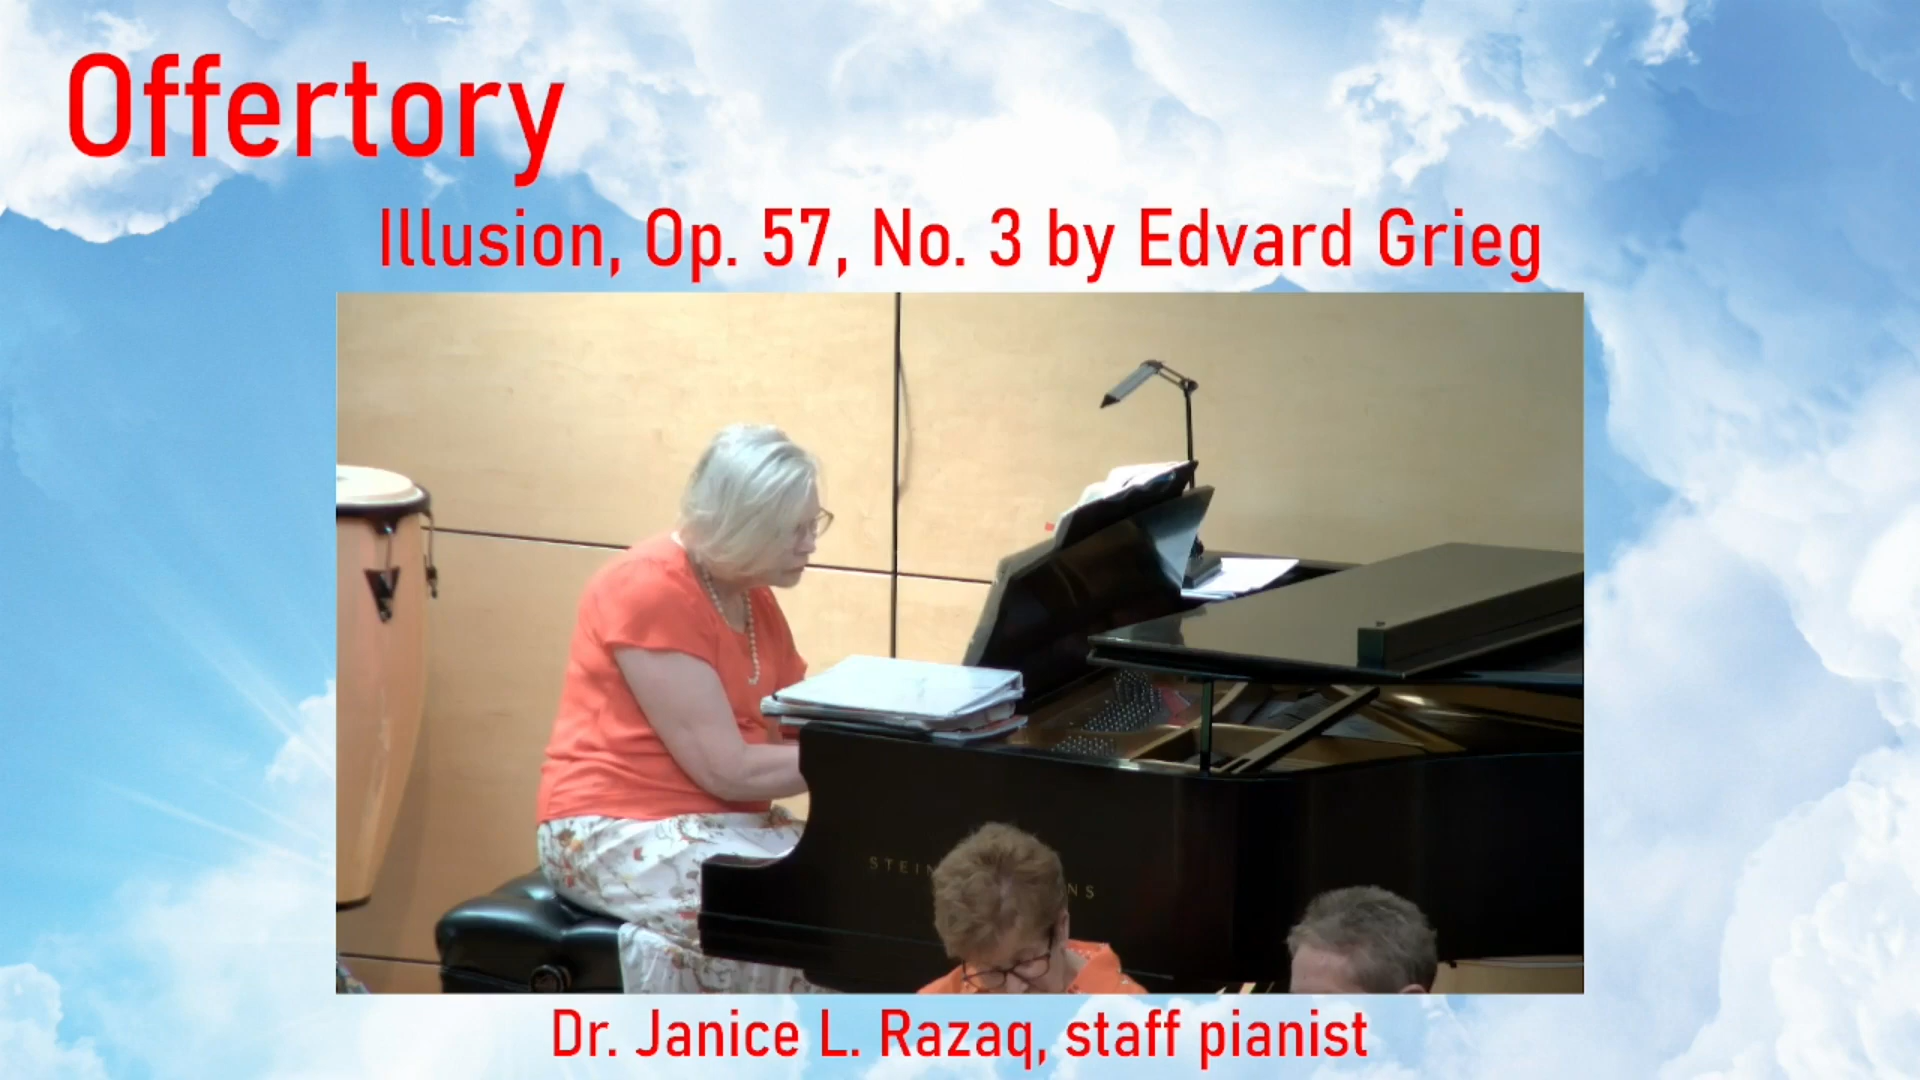 Offertory
Illusion, Op. 57, No. 3 by Edvard Grieg
Dr. Janice L. Razaq, staff pianist